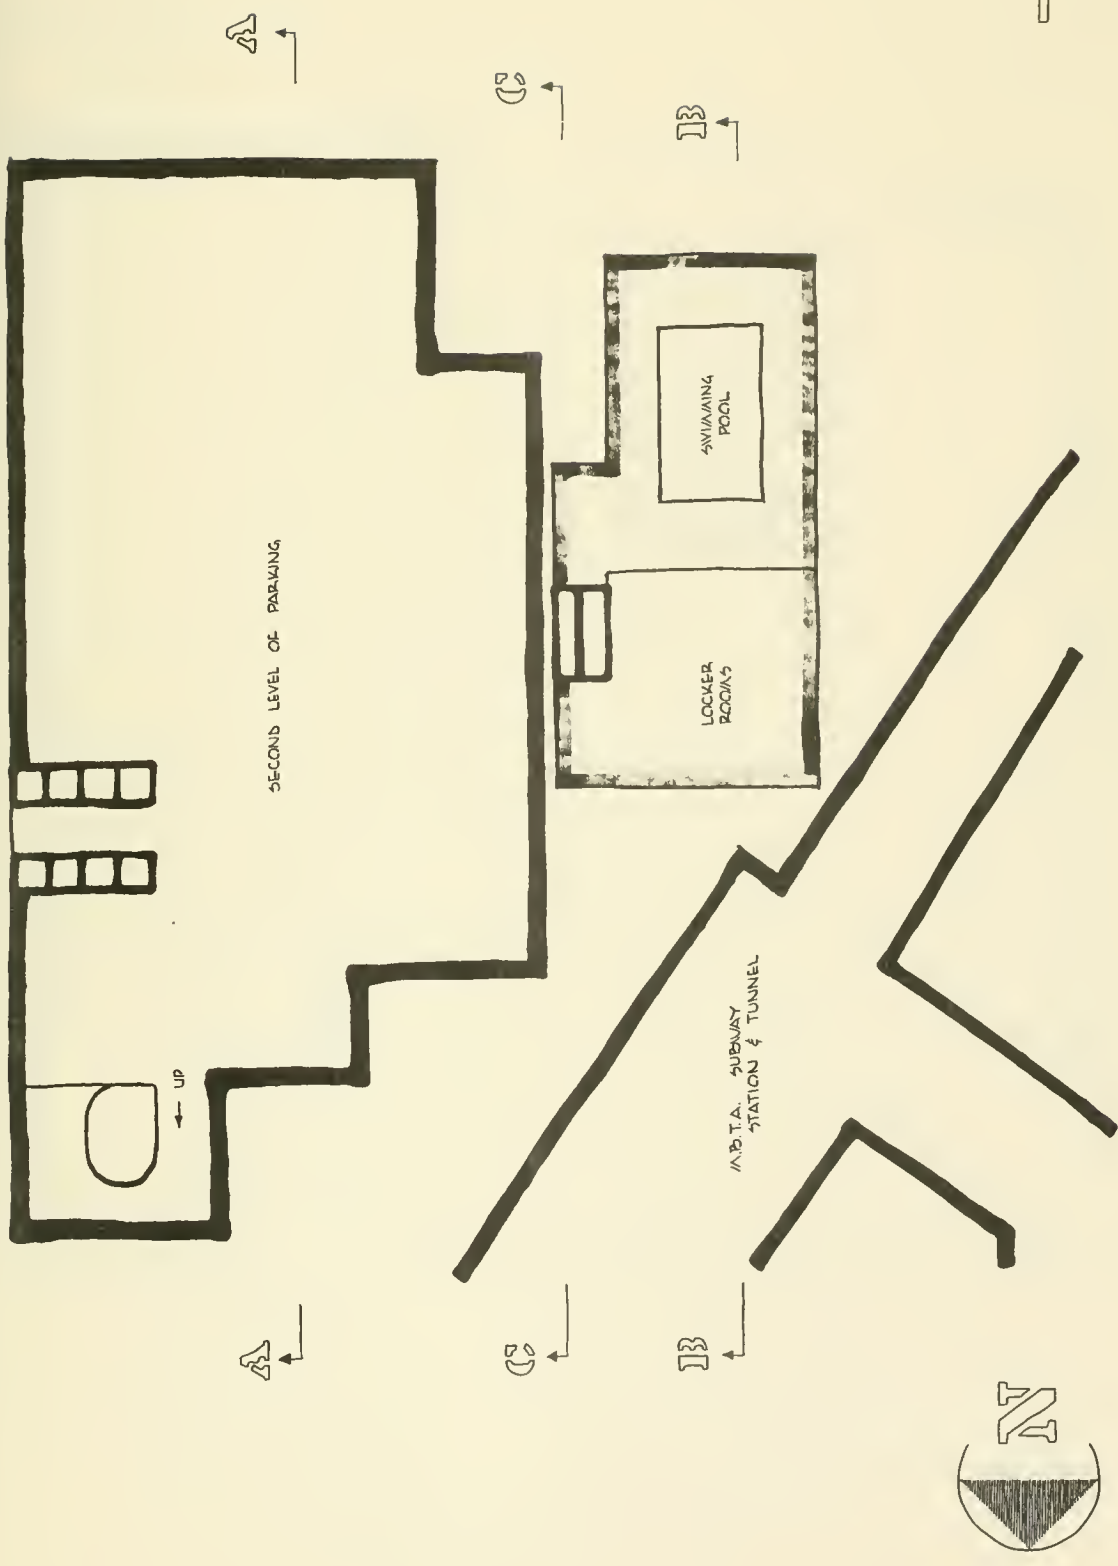 A
C
B
SECOND LEVEL OF PARKING
SWIMMING
POOL
LOCKER
ROOMS
UP
M.B.T.A. SUBWAY
STATION & TUNNEL
A
C
B
N